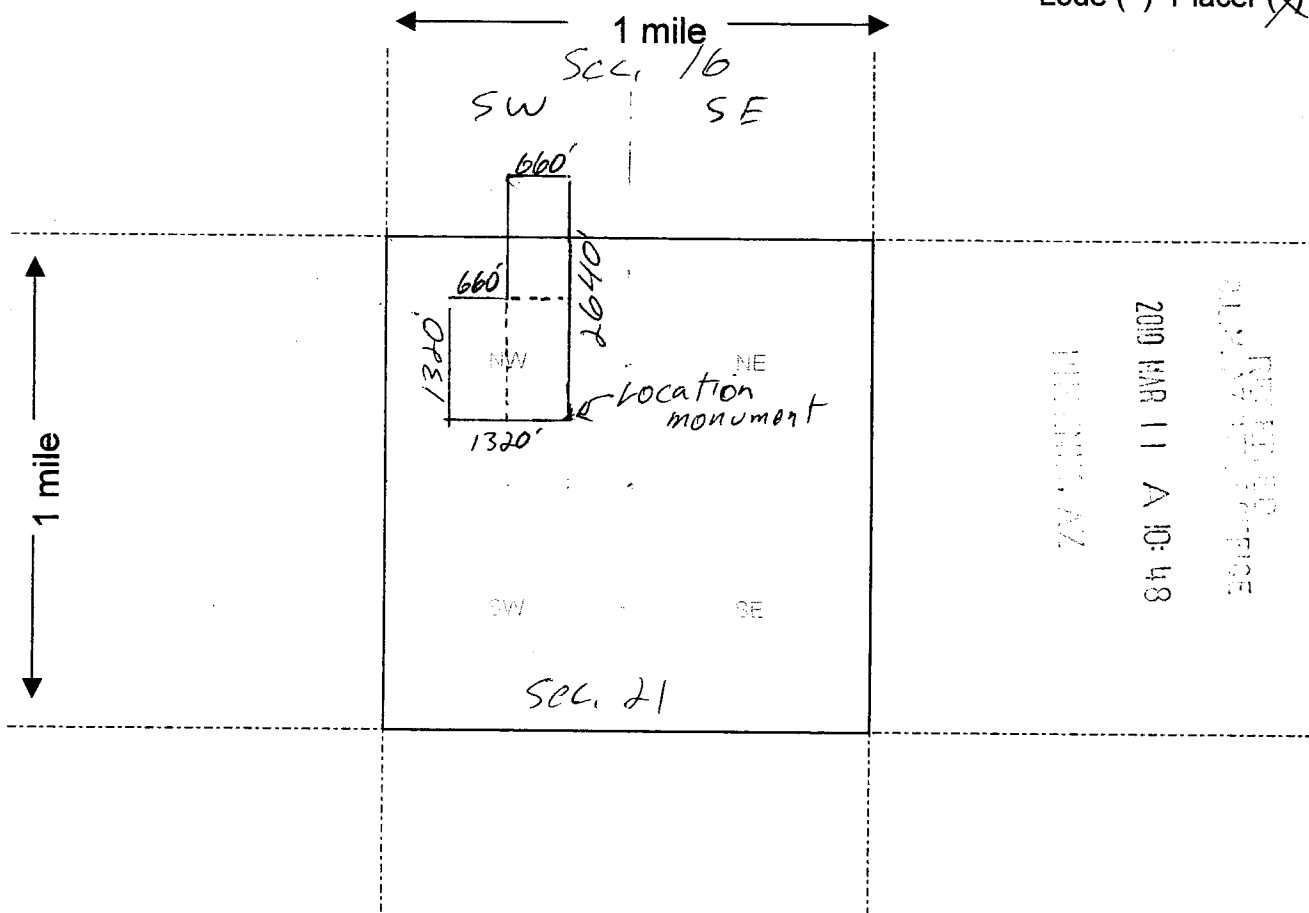 Lode ( ) Placer (X)
1 mile
Sec. 16
SW SE
660'
660'
2640'
1320'
NW NE
Location
monument
1320'
1 mile
SW SE
Sec. 21
2010 MAR 11 A 10:48